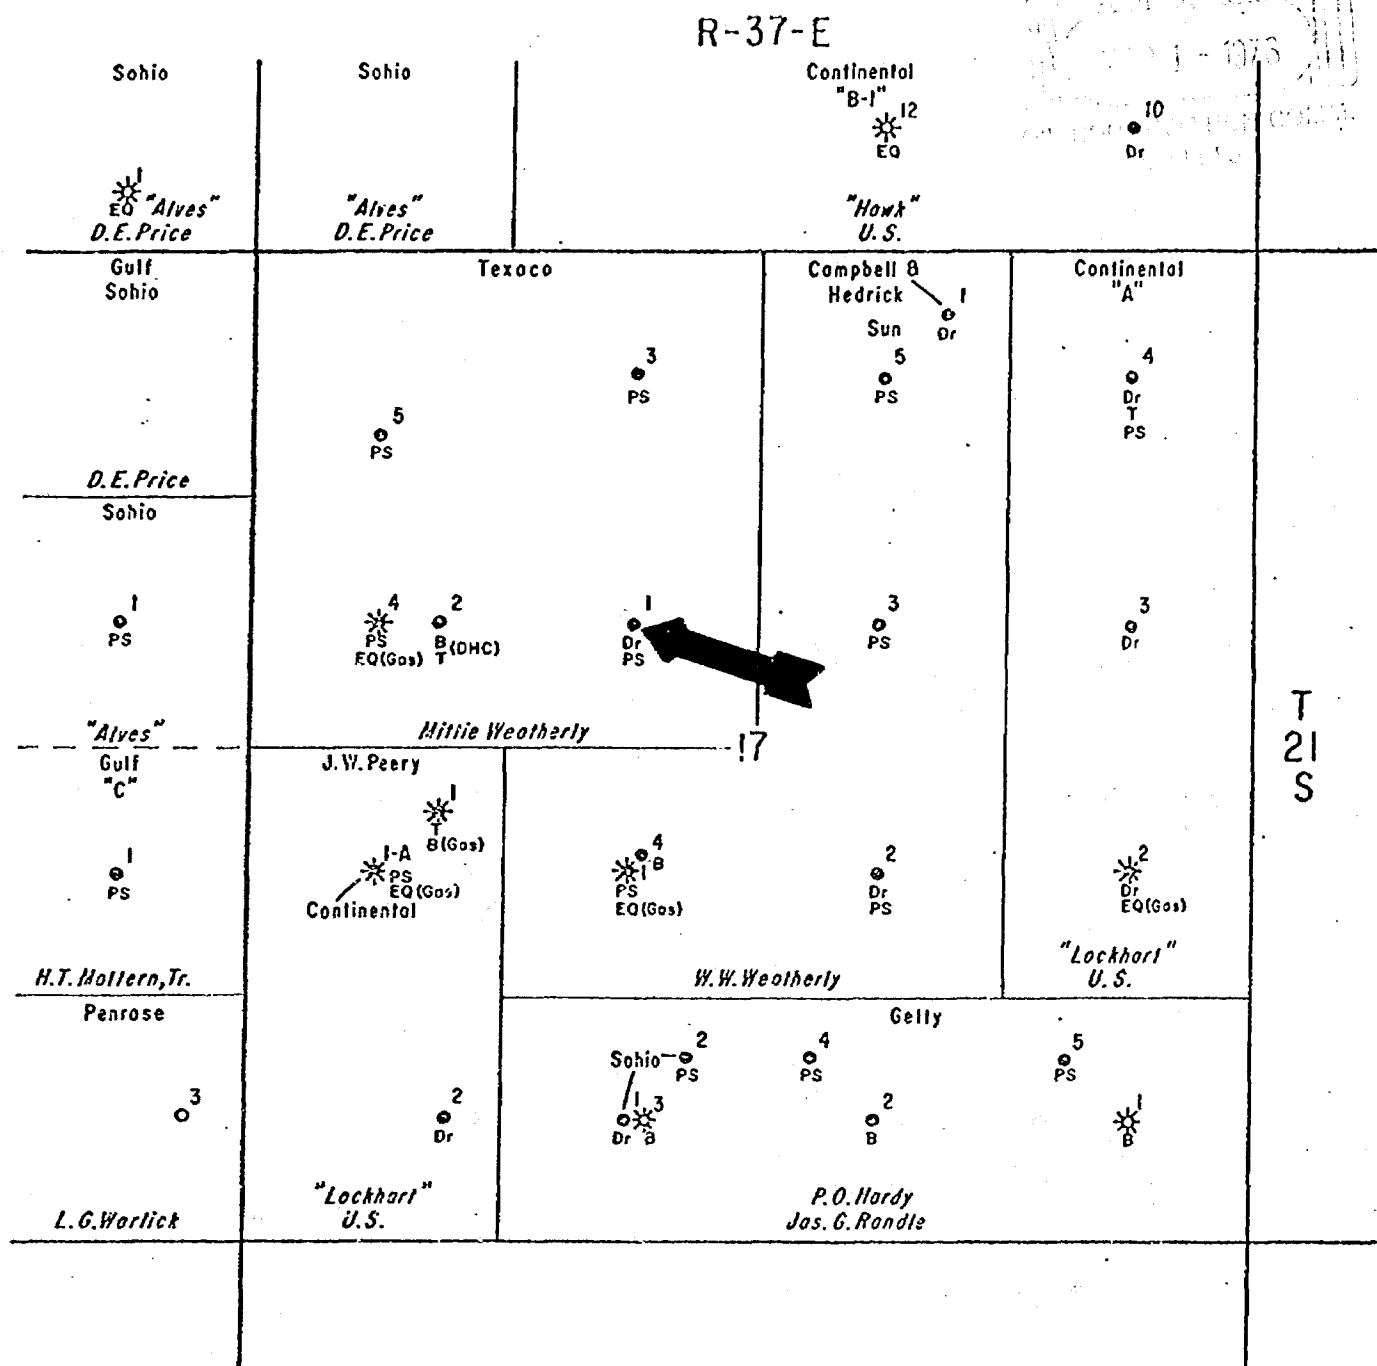 R-37-E
Sohio
Sohio
Continental
"B-1"
12
EQ
10
Dr
1 - 1976
1
EQ "Alves"
D.E.Price
"Alves"
D.E.Price
"Hawk"
U.S.
Gulf
Sohio
Texaco
Campbell &
Hedrick
1
Dr
Sun
Continental
"A"
3
PS
5
PS
4
Dr
T
PS
5
PS
D.E.Price
Sohio
1
PS
4
PS
EQ(Gas)
2
B
T
(DHC)
1
Dr
PS
3
PS
3
Dr
T
21
S
"Alves"
Millie Weatherly
17
Gulf
"C"
J.W.Peery
1
T
B(Gas)
1
PS
1-A
PS
EQ(Gas)
Continental
4
B
1
PS
EQ(Gas)
2
Dr
PS
2
Dr
EQ(Gas)
H.T.Mattern,Tr.
W.W.Weatherly
"Lockhart"
U.S.
Penrose
Getty
Sohio
2
PS
4
PS
5
PS
3
2
Dr
1
Dr
3
B
2
B
1
B
L.G.Warlick
"Lockhart"
U.S.
P.O.Hardy
Jas. G. Randle